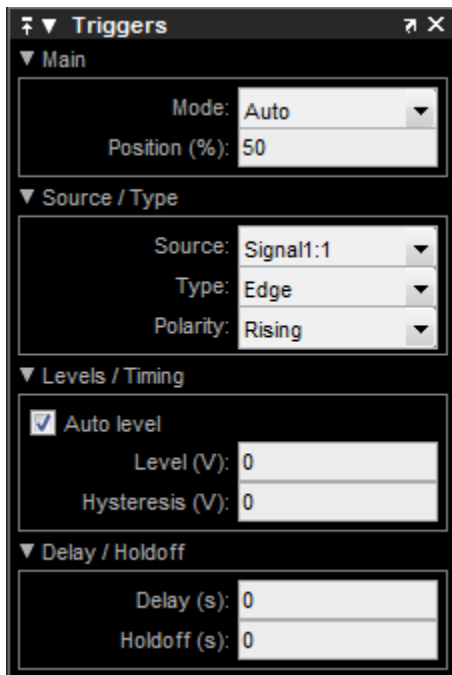 Triggers
Main
Mode: Auto
Position (%): 50
Source / Type
Source: Signal1:1
Type: Edge
Polarity: Rising
Levels / Timing
Auto level
Level (V): 0
Hysteresis (V): 0
Delay / Holdoff
Delay (s): 0
Holdoff (s): 0